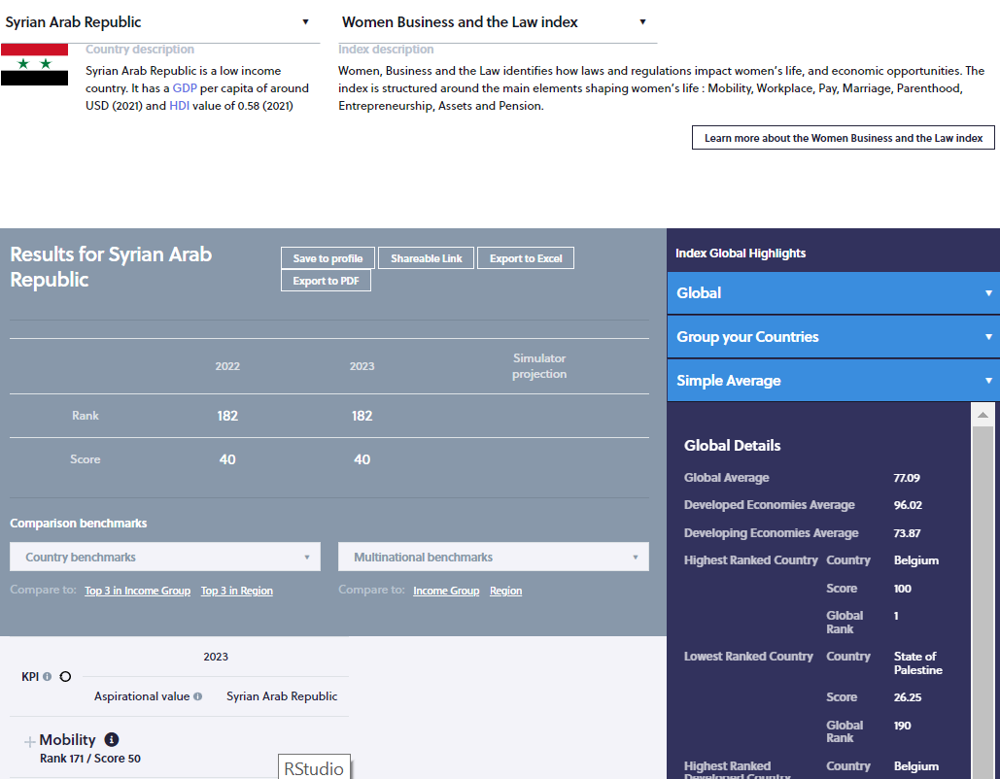 Syrian Arab Republic ▼
Women Business and the Law index ▼
Country description
Syrian Arab Republic is a low income
country. It has a GDP per capita of around
USD (2021) and HDI value of 0.58 (2021)
Index description
Women, Business and the Law identifies how laws and regulations impact women's life, and economic opportunities. The
index is structured around the main elements shaping women's life : Mobility, Workplace, Pay, Marriage, Parenthood,
Entrepreneurship, Assets and Pension.
Learn more about the Women Business and the Law index
Results for Syrian Arab
Republic
Save to profile
Shareable Link
Export to Excel
Export to PDF
2022 2023 Simulator
projection
Rank 182 182
Score 40 40
Comparison benchmarks
Country benchmarks
Multinational benchmarks
Compare to: Top 3 in Income Group Top 3 in Region
Compare to: Income Group Region
2023
KPI
Aspirational value Syrian Arab Republic
Mobility
Rank 171 / Score 50
RStudio
Index Global Highlights
Global
Group your Countries
Simple Average
Global Details
Global Average 77.09
Developed Economies Average 96.02
Developing Economies Average 73.87
Highest Ranked Country Country Belgium
Score 100
Global 1
Rank
Lowest Ranked Country Country State of
Palestine
Score 26.25
Global 190
Rank
Highest Ranked Country Belgium
Developed Country